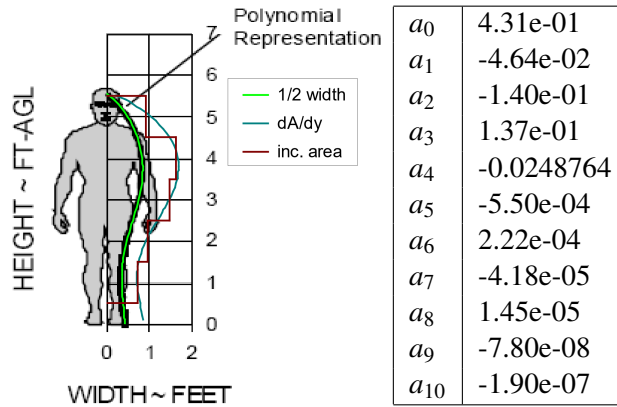 Polynomial
Representation
7
6
5
4
3
2
1
0
1/2 width
dA/dy
inc. area
HEIGHT ~ FT-AGL
0 1 2
WIDTH ~ FEET
a0 4.31e-01
a1 -4.64e-02
a2 -1.40e-01
a3 1.37e-01
a4 -0.0248764
a5 -5.50e-04
a6 2.22e-04
a7 -4.18e-05
a8 1.45e-05
a9 -7.80e-08
a10 -1.90e-07